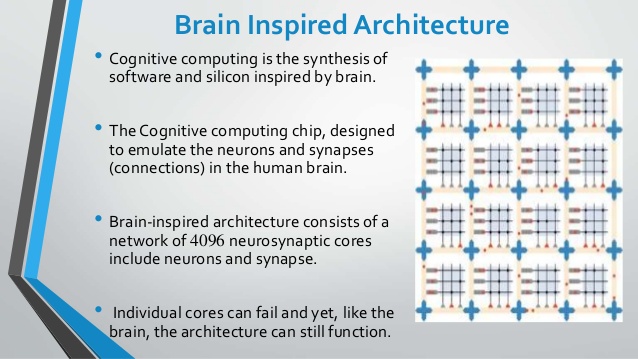 Brain Inspired Architecture
• Cognitive computing is the synthesis of
software and silicon inspired by brain.
• The Cognitive computing chip, designed
to emulate the neurons and synapses
(connections) in the human brain.
• Brain-inspired architecture consists of a
network of 4096 neurosynaptic cores
include neurons and synapse.
• Individual cores can fail and yet, like the
brain, the architecture can still function.